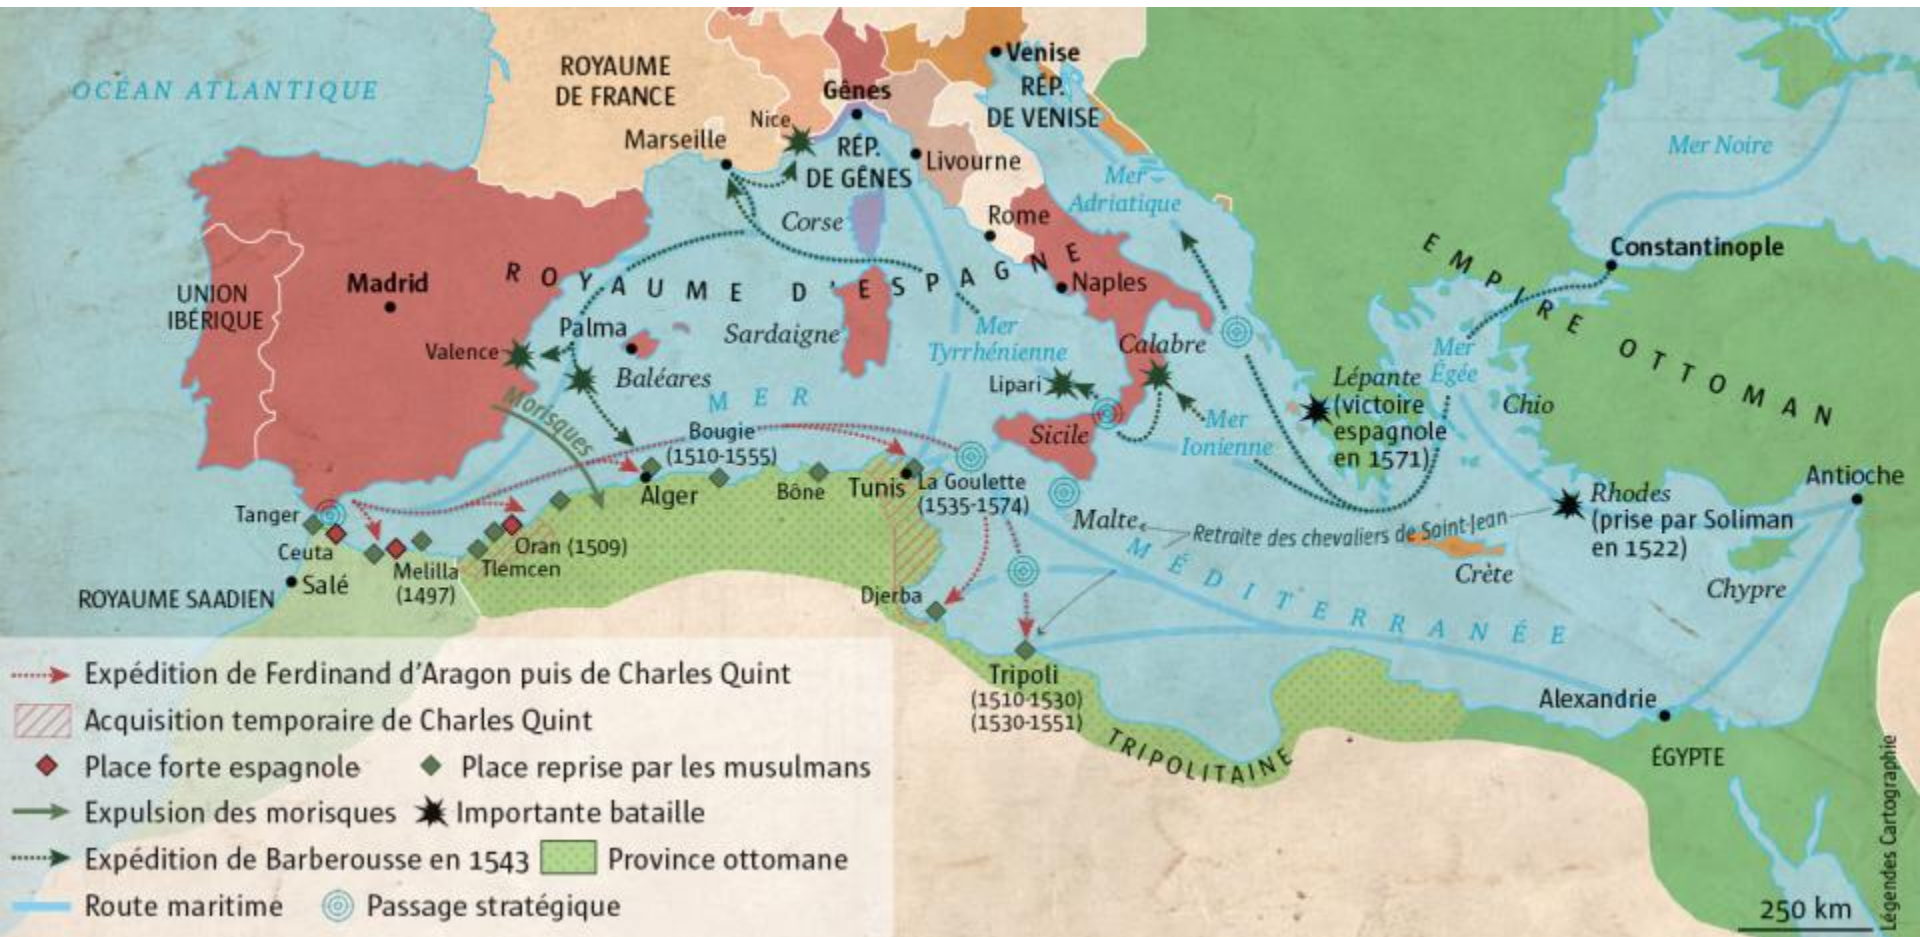 OCÉAN ATLANTIQUE
ROYAUME
DE FRANCE
Gênes
Venise
RÉP.
DE VENISE
Nice
Marseille
RÉP.
DE GÊNES
Livourne
Mer
Adriatique
Mer Noire
Corse
Rome
EMPIRE OTTOMAN
Constantinople
Madrid
ROYAUME D'ESPAGNE
UNION
IBÉRIQUE
Naples
Palma
Sardaigne
Mer
Tyrrhénienne
Calabre
Valence
Baléares
Lipari
Lépante
(victoire
espagnole
en 1571)
Mer
Égée
Chio
Morisques
MER
MÉDITERRANÉE
Bougie
(1510-1555)
Sicile
Mer
Ionienne
Antioche
Alger
Bône
Tunis
La Goulette
(1535-1574)
Rhodes
(prise par Soliman
en 1522)
Tanger
Malte
Retraite des chevaliers de Saint-Jean
Ceuta
Oran (1509)
Melilla
(1497)
Tlemcen
Crète
Chypre
Salé
ROYAUME SAADIEN
Djerba
Tripoli
(1510-1530)
(1530-1551)
Alexandrie
TRIPOLITAINE
ÉGYPTE
Expédition de Ferdinand d'Aragon puis de Charles Quint
Acquisition temporaire de Charles Quint
Place forte espagnole
Place reprise par les musulmans
Expulsion des morisques
Importante bataille
Expédition de Barberousse en 1543
Province ottomane
Route maritime
Passage stratégique
250 km
Légendes Cartographie